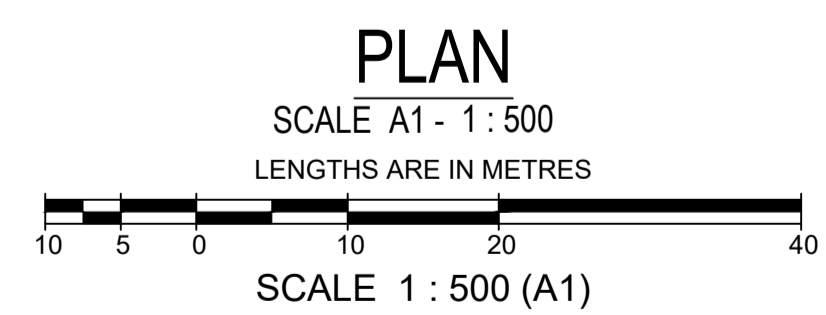 PLAN
SCALE A1 - 1 : 500
LENGTHS ARE IN METRES
10 5 0 10 20 40
SCALE 1 : 500 (A1)